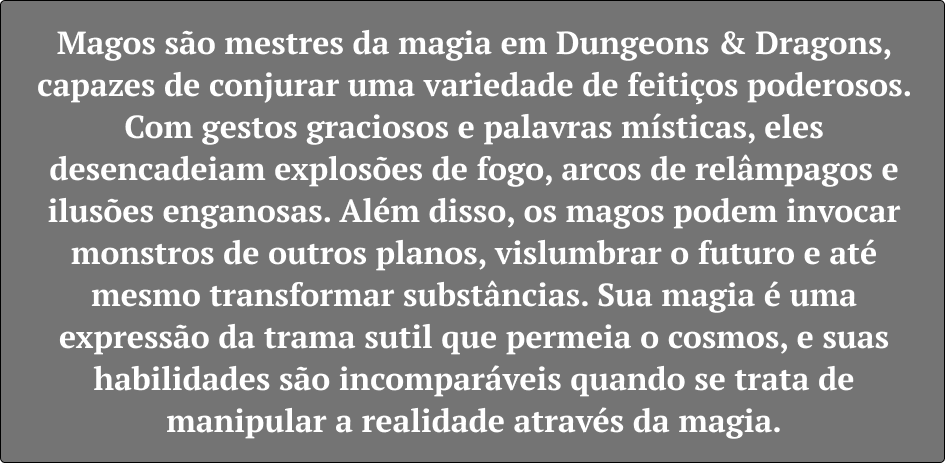 Magos são mestres da magia em Dungeons & Dragons,
capazes de conjurar uma variedade de feitiços poderosos.
Com gestos graciosos e palavras místicas, eles
desencadeiam explosões de fogo, arcos de relâmpagos e
ilusões enganosas. Além disso, os magos podem invocar
monstros de outros planos, vislumbrar o futuro e até
mesmo transformar substâncias. Sua magia é uma
expressão da trama sutil que permeia o cosmos, e suas
habilidades são incomparáveis quando se trata de
manipular a realidade através da magia.